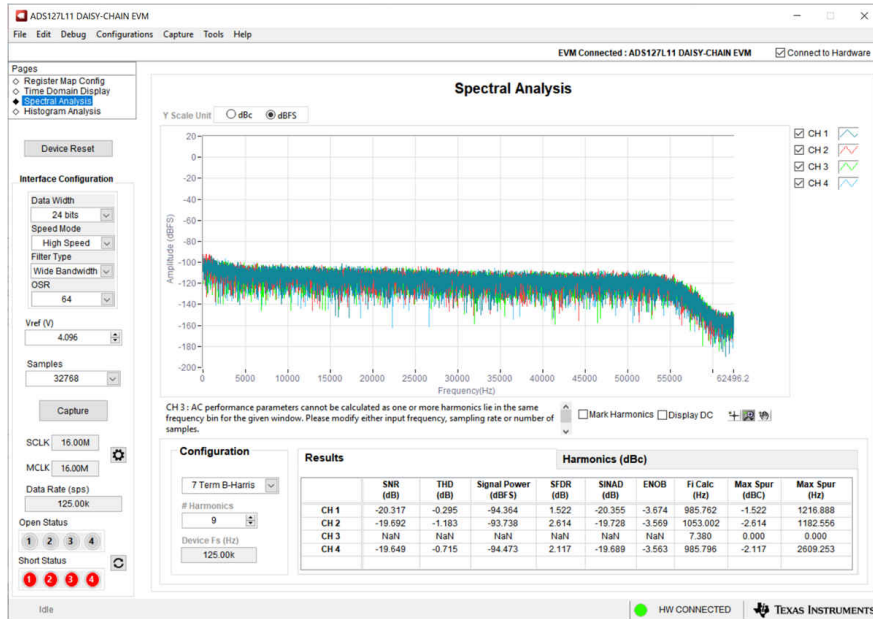 ADS127L11 DAISY-CHAIN EVM
File Edit Debug Configurations Capture Tools Help
EVM Connected : ADS127L11 DAISY-CHAIN EVM Connect to Hardware
Pages
Register Map Config
Time Domain Display
Spectral Analysis
Histogram Analysis
Device Reset
Interface Configuration
Data Width
24 bits
Speed Mode
High Speed
Filter Type
Wide Bandwidth
OSR
64
Vref (V)
4.096
Samples
32768
Capture
SCLK 16.00M
MCLK 16.00M
Data Rate (sps)
125.00k
Open Status
1 2 3 4
Short Status
1 2 3 4
Spectral Analysis
Y Scale Unit dBc dBFS
CH 1
CH 2
CH 3
CH 4
Amplitude (dBFS)
20-
0-
-20-
-40-
-60-
-80-
-100-
-120-
-140-
-160-
-180-
-200-
0 5000 10000 15000 20000 25000 30000 35000 40000 45000 50000 55000 62496.2
Frequency(Hz)
CH 3 : AC performance parameters cannot be calculated as one or more harmonics lie in the same
frequency bin for the given window. Please modify either input frequency, sampling rate or number of
samples.
Mark Harmonics Display DC
Configuration
7 Term B-Harris
# Harmonics
9
Device Fs (Hz)
125.00k
Results Harmonics (dBc)
SNR (dB) THD (dB) Signal Power (dBFS) SFDR (dB) SINAD (dB) ENOB Fi Calc (Hz) Max Spur (dBC) Max Spur (Hz)
CH 1 -20.317 -0.295 -94.364 1.522 -20.355 -3.674 985.762 -1.522 1216.888
CH 2 -19.692 -1.183 -93.738 2.614 -19.728 -3.569 1053.002 -2.614 1182.556
CH 3 NaN NaN NaN NaN NaN NaN 7.380 0.000 0.000
CH 4 -19.649 -0.715 -94.473 2.117 -19.689 -3.563 985.796 -2.117 2609.253
Idle HW CONNECTED TEXAS INSTRUMENTS